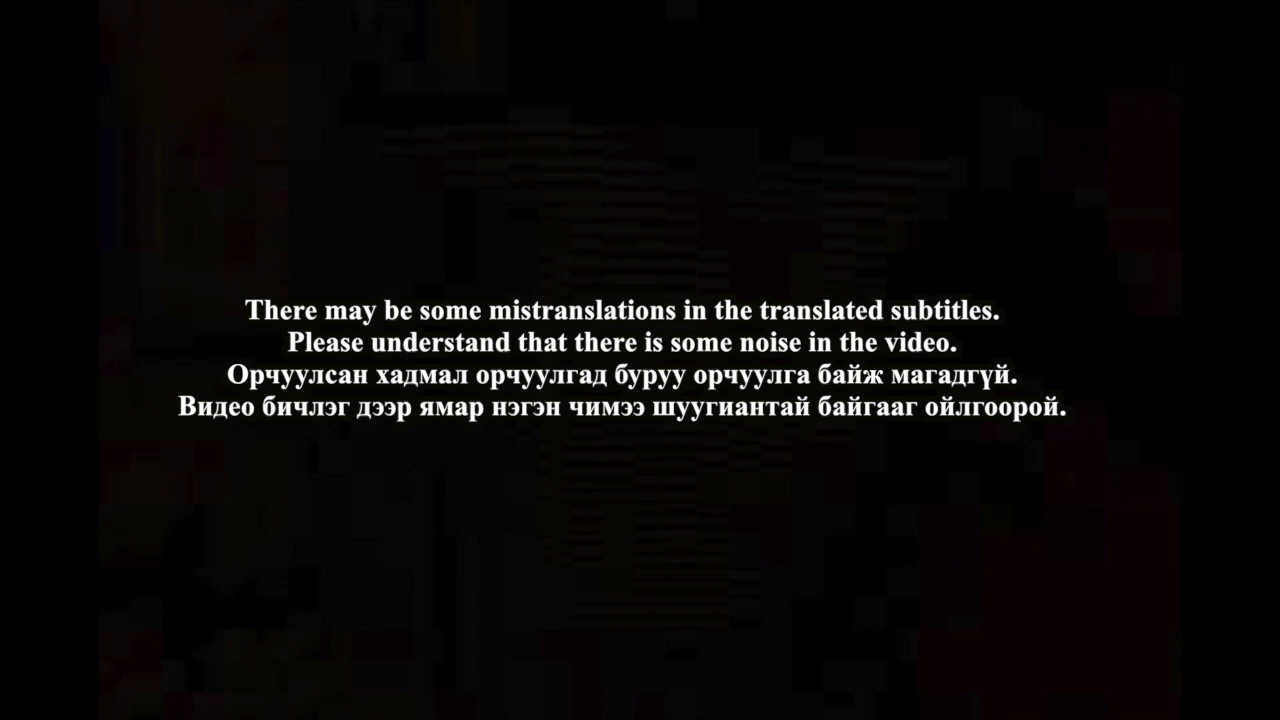 There may be some mistranslations in the translated subtitles.
Please understand that there is some noise in the video.
Орчуулсан хадмал орчуулгад буруу орчуулга байж магадгүй.
Видео бичлэг дээр ямар нэгэн чимээ шуугиантай байгааг ойлгоорой.